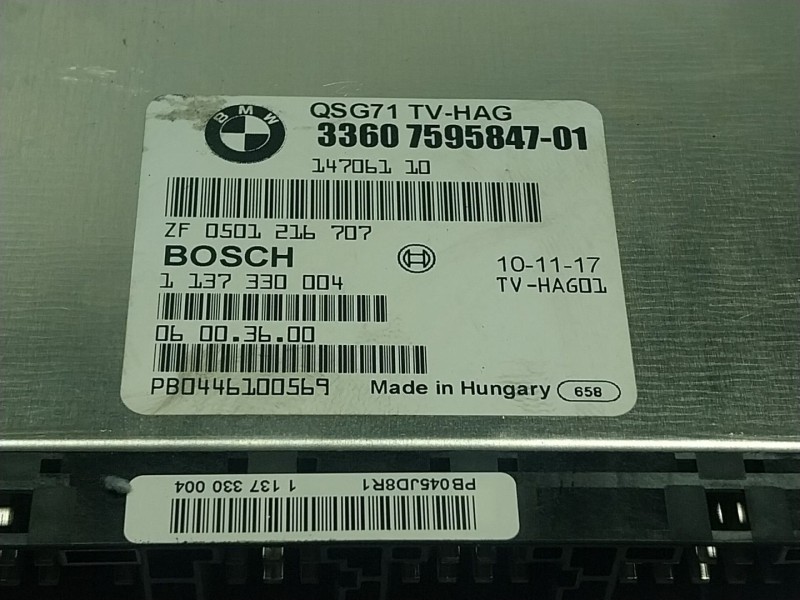 BMW
QSG71 TV-HAG
3360 7595847-01
147061 10
ZF 0501 216 707
BOSCH
10-11-17
1 137 330 004
TV-HAG01
06 00.36.00
PB0446100569
Made in Hungary 658
PB045JD8R1 1 137 330 004